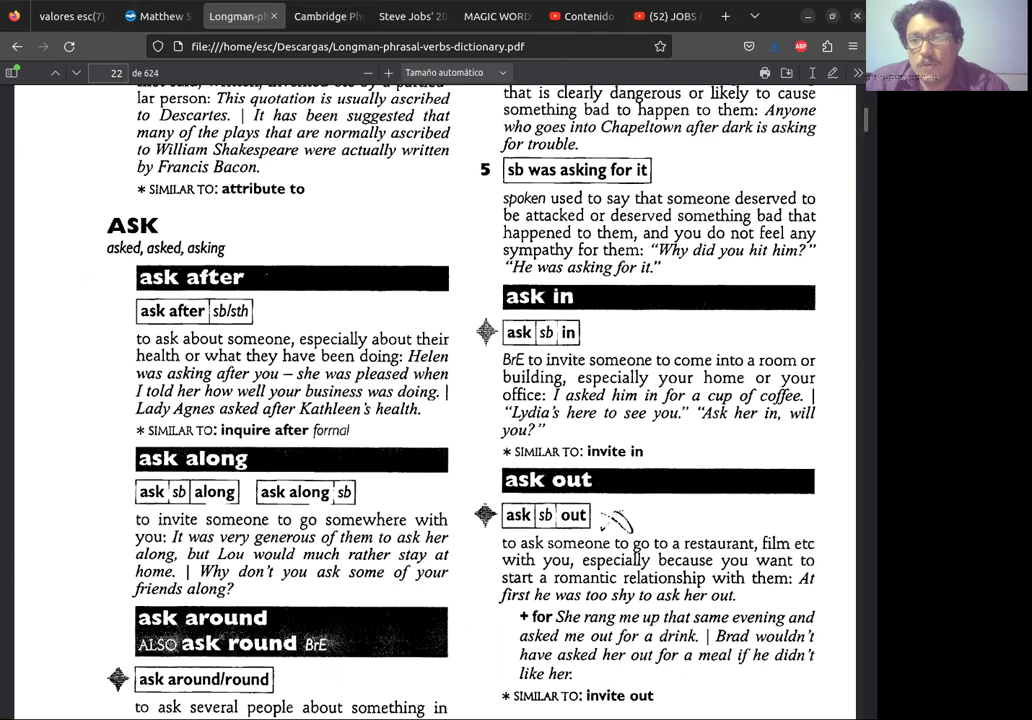 valores esc(7)
Matthew 5
Longman-ph
Cambridge Ph
Steve Jobs' 20
MAGIC WORD
Contenido
(52) JOBS
file:///home/esc/Descargas/Longman-phrasal-verbs-dictionary.pdf
22 de 624
Tamaño automático
lar person: This quotation is usually ascribed
to Descartes. | It has been suggested that
many of the plays that are normally ascribed
to William Shakespeare were actually written
by Francis Bacon.
* SIMILAR TO: attribute to
ASK
asked, asked, asking
ask after
ask after sb/sth
to ask about someone, especially about their
health or what they have been doing: Helen
was asking after you – she was pleased when
I told her how well your business was doing. |
Lady Agnes asked after Kathleen's health.
* SIMILAR TO: inquire after formal
ask along
ask sb along ask along sb
to invite someone to go somewhere with
you: It was very generous of them to ask her
along, but Lou would much rather stay at
home. | Why don't you ask some of your
friends along?
ask around
ALSO ask round BrE
ask around/round
to ask several people about something in
that is clearly dangerous or likely to cause
something bad to happen to them: Anyone
who goes into Chapeltown after dark is asking
for trouble.
5 sb was asking for it
spoken used to say that someone deserved to
be attacked or deserved something bad that
happened to them, and you do not feel any
sympathy for them: "Why did you hit him?"
"He was asking for it."
ask in
ask sb in
BrE to invite someone to come into a room or
building, especially your home or your
office: I asked him in for a cup of coffee. |
"Lydia's here to see you." "Ask her in, will
you?"
* SIMILAR TO: invite in
ask out
ask sb out
to ask someone to go to a restaurant, film etc
with you, especially because you want to
start a romantic relationship with them: At
first he was too shy to ask her out.
+ for She rang me up that same evening and
asked me out for a drink. | Brad wouldn't
have asked her out for a meal if he didn't
like her.
* SIMILAR TO: invite out